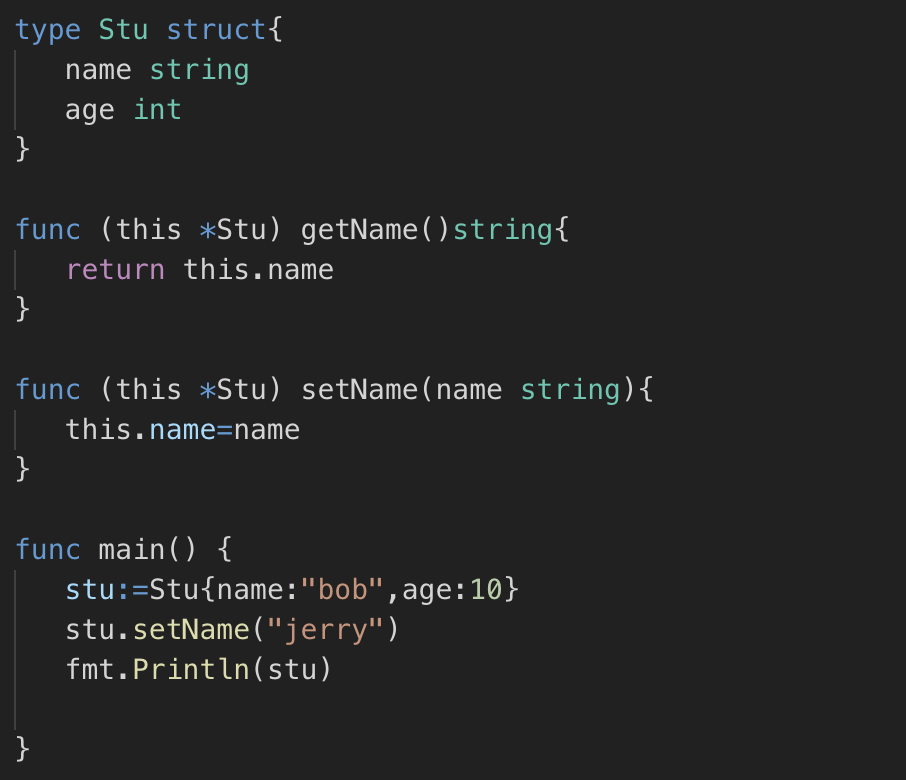 type Stu struct{
   name string
   age int
}
func (this *Stu) getName()string{
   return this.name
}
func (this *Stu) setName(name string){
   this.name=name
}
func main() {
   stu:=Stu{name:"bob",age:10}
   stu.setName("jerry")
   fmt.Println(stu)
}